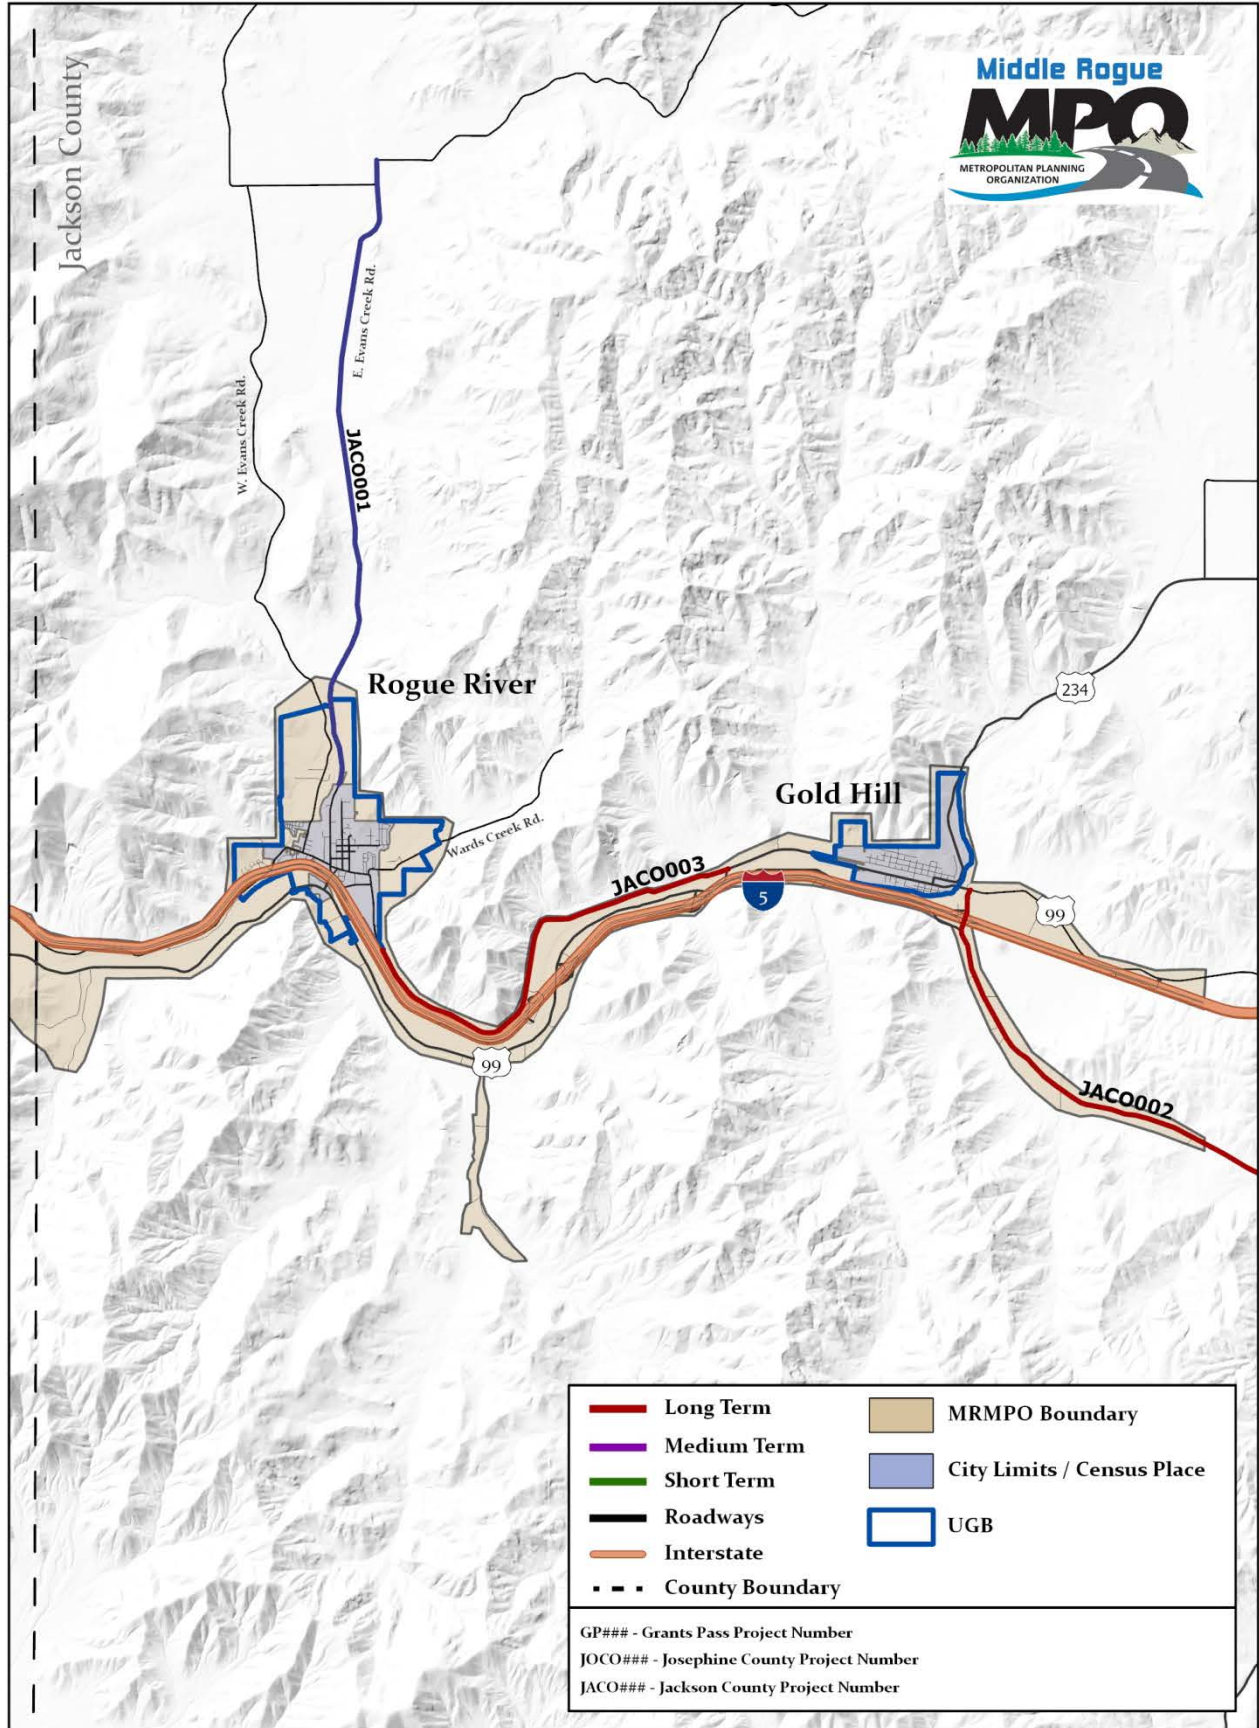 Jackson County
Middle Rogue
MPO
METROPOLITAN PLANNING
ORGANIZATION
E. Evans Creek Rd.
W. Evans Creek Rd.
JACO001
Rogue River
234
Gold Hill
Wards Creek Rd.
JACO003
5
99
99
JACO002
Long Term
Medium Term
Short Term
Roadways
Interstate
County Boundary
MRMPO Boundary
City Limits / Census Place
UGB
GP### - Grants Pass Project Number
JOCO### - Josephine County Project Number
JACO### - Jackson County Project Number